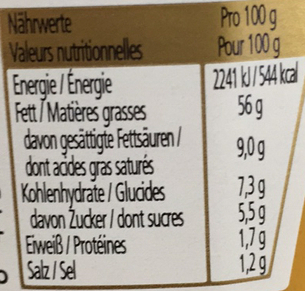 Nährwerte Pro 100 g
Valeurs nutritionnelles Pour 100 g
Energie / Énergie 2241 kJ / 544 kcal
Fett / Matières grasses 56 g
davon gesättigte Fettsäuren /
dont acides gras saturés 9,0 g
Kohlenhydrate / Glucides 7,3 g
davon Zucker / dont sucres 5,5 g
Eiweiß / Protéines 1,7 g
Salz / Sel 1,2 g